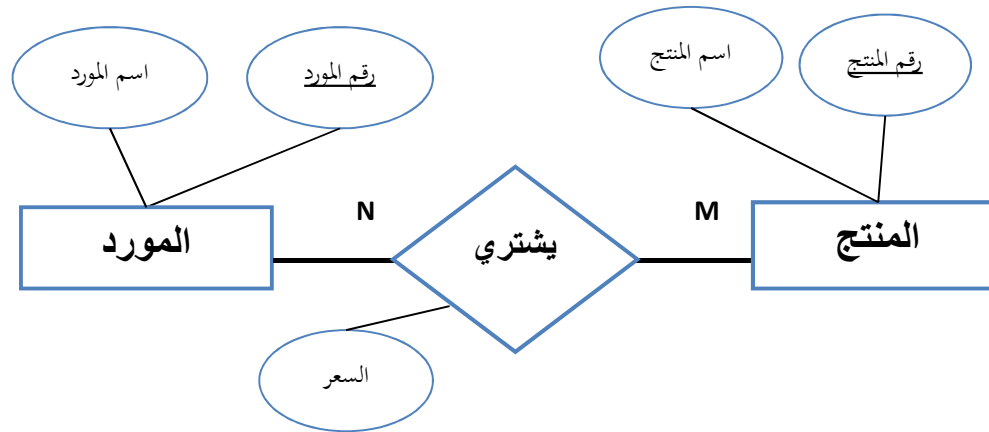 اسم المنتج
رقم المنتج
رقم المورد
اسم المورد
M
N
المنتج
يشتري
المورد
السعر